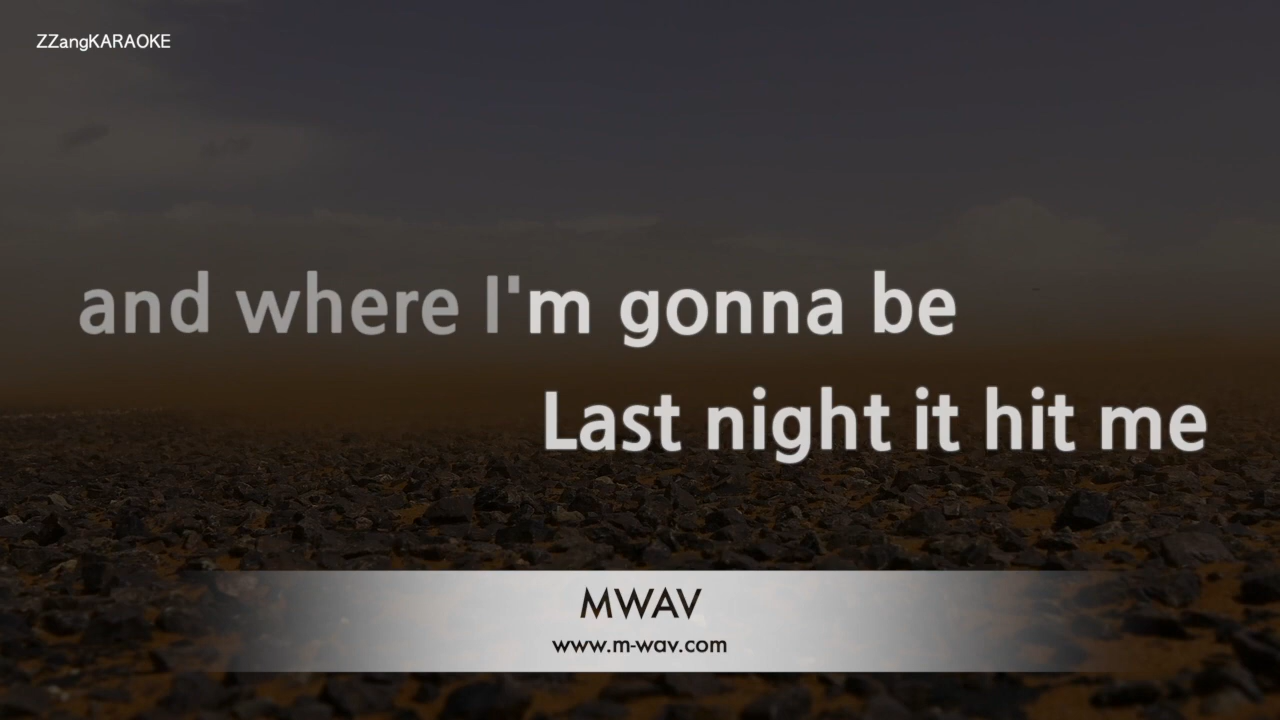 ZZangKARAOKE
and where I'm gonna be
Last night it hit me
MWAV
www.m-wav.com